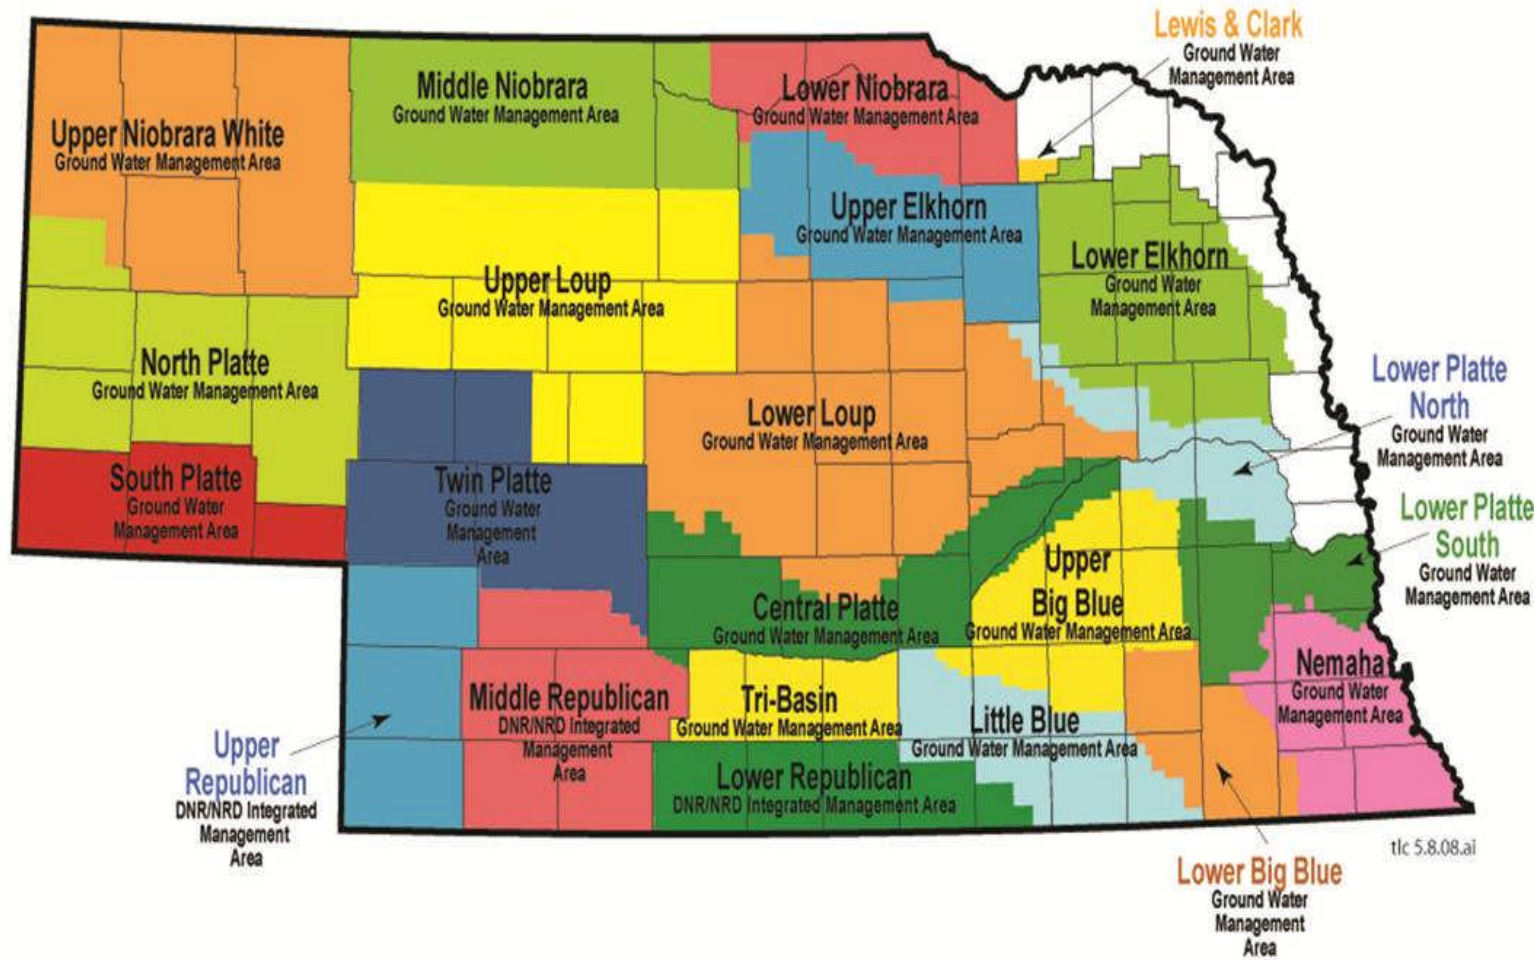 Lewis & Clark
Ground Water
Management Area
Middle Niobrara
Ground Water Management Area
Lower Niobrara
Ground Water Management Area
Upper Niobrara White
Ground Water Management Area
Upper Elkhorn
Ground Water Management Area
Lower Elkhorn
Ground Water
Management Area
Upper Loup
Ground Water Management Area
North Platte
Ground Water Management Area
Lower Loup
Ground Water Management Area
Lower Platte
North
Ground Water
Management Area
South Platte
Ground Water
Management Area
Twin Platte
Ground Water
Management
Area
Lower Platte
South
Ground Water
Management Area
Upper
Big Blue
Ground Water Management Area
Central Platte
Ground Water Management Area
Nemaha
Ground Water
Management Area
Middle Republican
DNR/NRD Integrated
Management
Area
Tri-Basin
Ground Water Management Area
Little Blue
Ground Water Management Area
Upper
Republican
DNR/NRD Integrated
Management
Area
Lower Republican
DNR/NRD Integrated Management Area
tlc 5.8.08.ai
Lower Big Blue
Ground Water
Management
Area